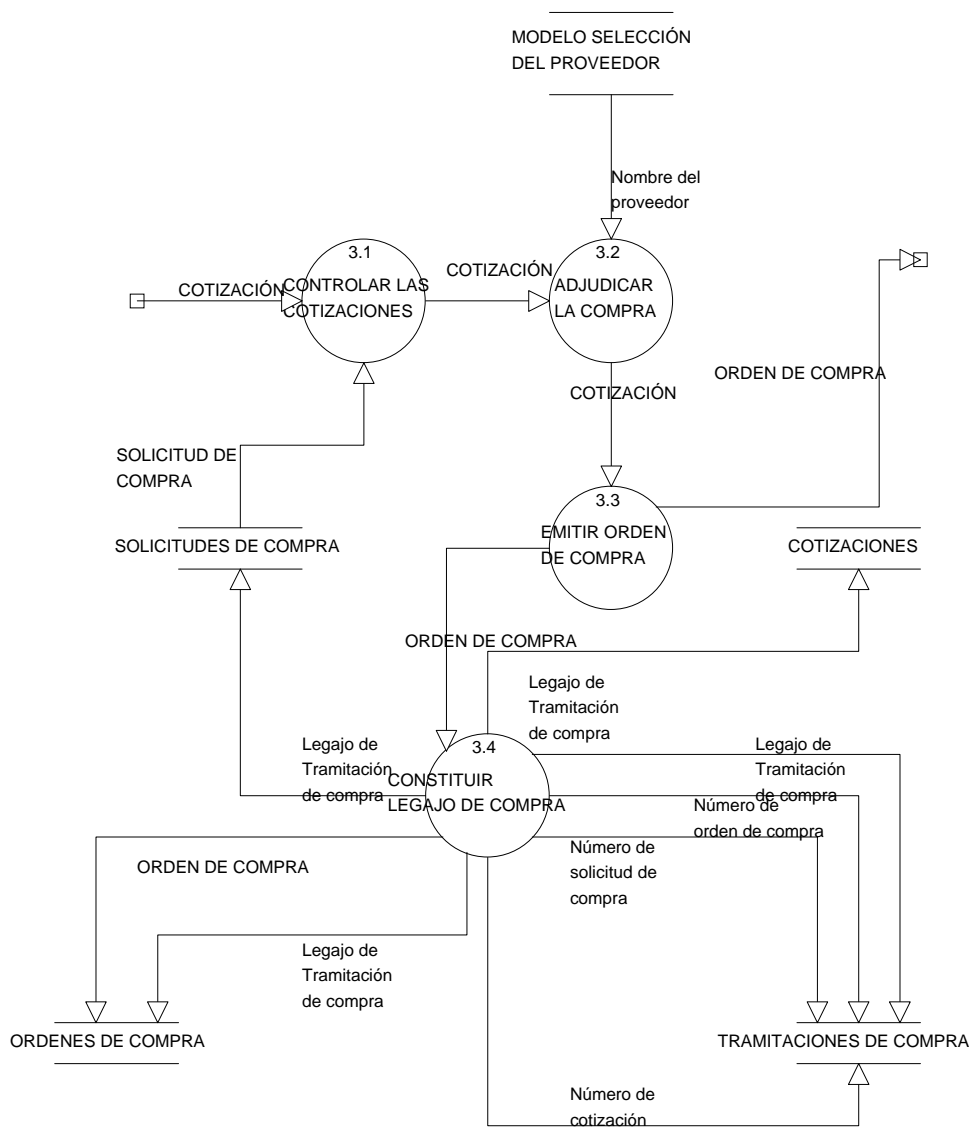 MODELO SELECCIÓN
DEL PROVEEDOR
Nombre del
proveedor
3.1
CONTROLAR LAS
COTIZACIONES
COTIZACIÓN
COTIZACIÓN
3.2
ADJUDICAR
LA COMPRA
ORDEN DE COMPRA
COTIZACIÓN
SOLICITUD DE
COMPRA
3.3
EMITIR ORDEN
DE COMPRA
SOLICITUDES DE COMPRA
COTIZACIONES
ORDEN DE COMPRA
Legajo de
Tramitación
de compra
3.4
CONSTITUIR
LEGAJO DE COMPRA
Legajo de
Tramitación
de compra
Legajo de
Tramitación
de compra
Número de
orden de compra
Número de
solicitud de
compra
ORDEN DE COMPRA
Legajo de
Tramitación
de compra
ORDENES DE COMPRA
TRAMITACIONES DE COMPRA
Número de
cotización